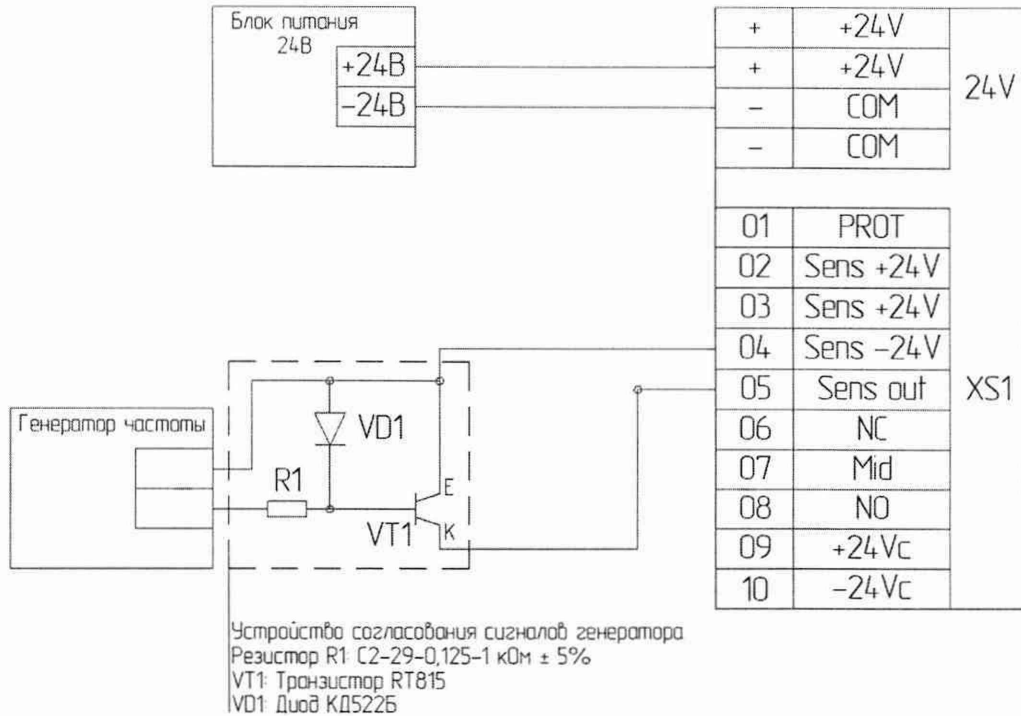 Блок питания
24В
+24В
-24В
+ +24V
+ +24V
- COM
- COM
24V
01 PROT
02 Sens +24V
03 Sens +24V
04 Sens -24V
05 Sens out
06 NC
07 Mid
08 NO
09 +24Vc
10 -24Vc
XS1
Генератор частоты
VD1
R1
VT1
E
K
Устройство согласования сигналов генератора
Резистор R1: С2-29-0,125-1 кОм ± 5%
VT1: Транзистор RT815
VD1: Диод КД522Б